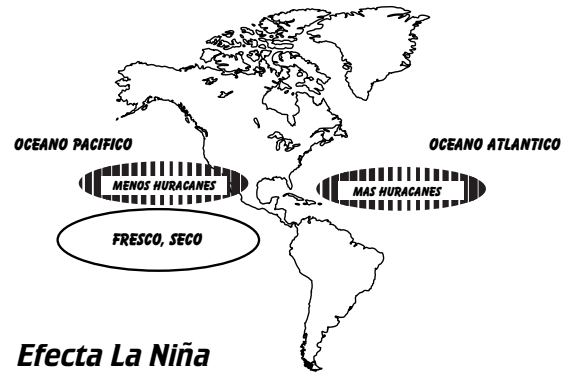 OCEANO PACIFICO
OCEANO ATLANTICO
MENOS HURACANES
MAS HURACANES
FRESCO, SECO
Efecta La Niña